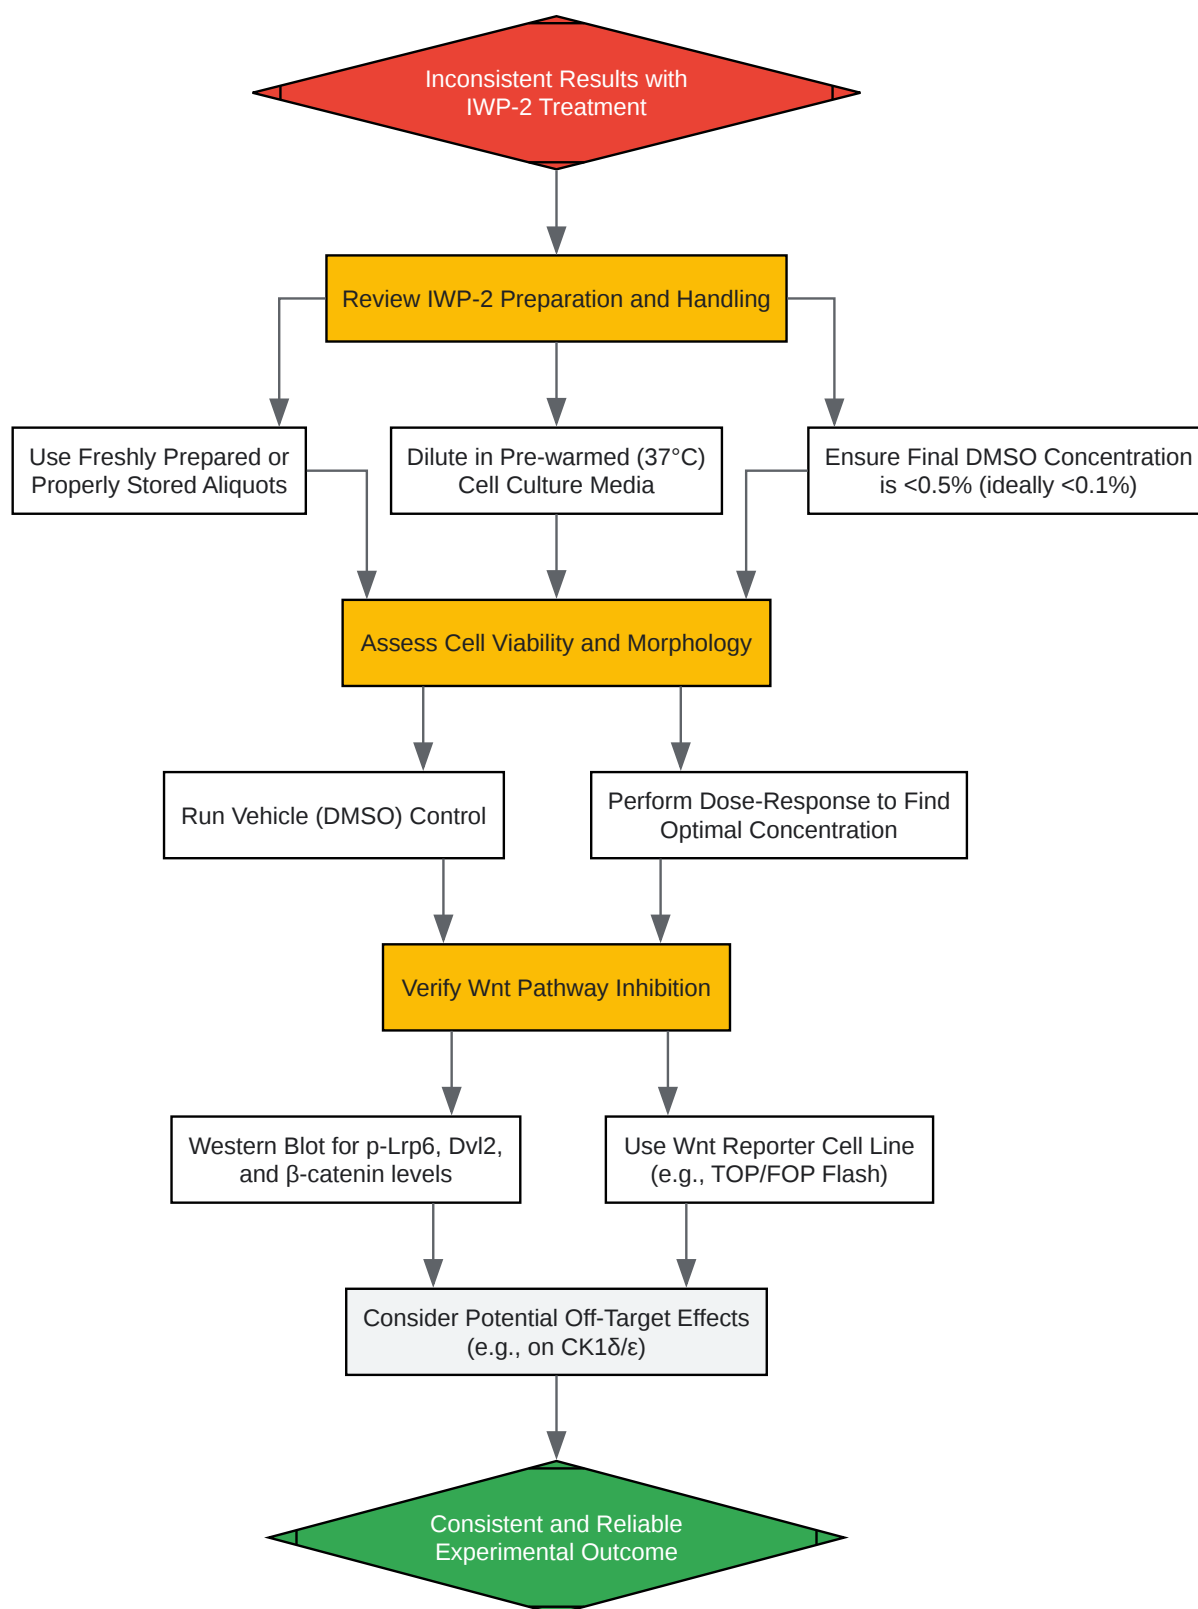 Inconsistent Results with
IWP-2 Treatment
Review IWP-2 Preparation and Handling
Use Freshly Prepared or
Properly Stored Aliquots
Dilute in Pre-warmed (37°C)
Cell Culture Media
Ensure Final DMSO Concentration
is <0.5% (ideally <0.1%)
Assess Cell Viability and Morphology
Run Vehicle (DMSO) Control
Perform Dose-Response to Find
Optimal Concentration
Verify Wnt Pathway Inhibition
Western Blot for p-Lrp6, Dvl2,
and β-catenin levels
Use Wnt Reporter Cell Line
(e.g., TOP/FOP Flash)
Consider Potential Off-Target Effects
(e.g., on CK1δ/ε)
Consistent and Reliable
Experimental Outcome